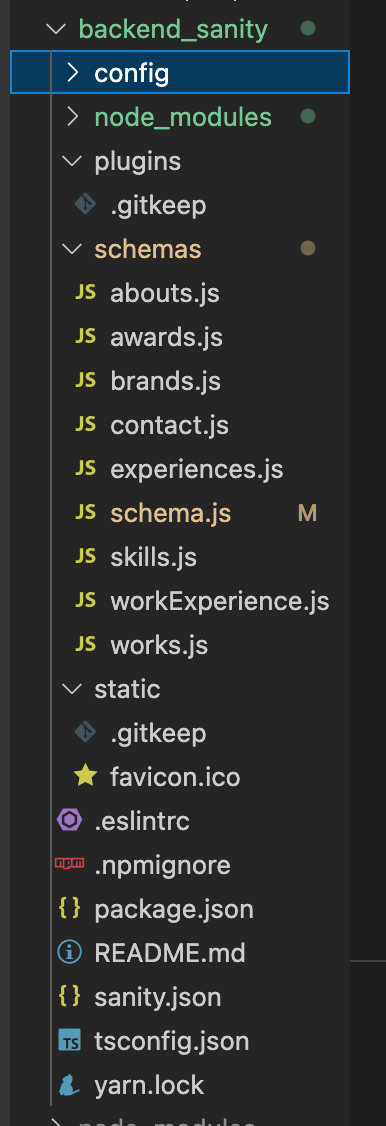 backend_sanity
config
node_modules
plugins
.gitkeep
schemas
JS abouts.js
JS awards.js
JS brands.js
JS contact.js
JS experiences.js
JS schema.js M
JS skills.js
JS workExperience.js
JS works.js
static
.gitkeep
favicon.ico
.eslintrc
.npmignore
{} package.json
README.md
{} sanity.json
TS tsconfig.json
yarn.lock
node_modules